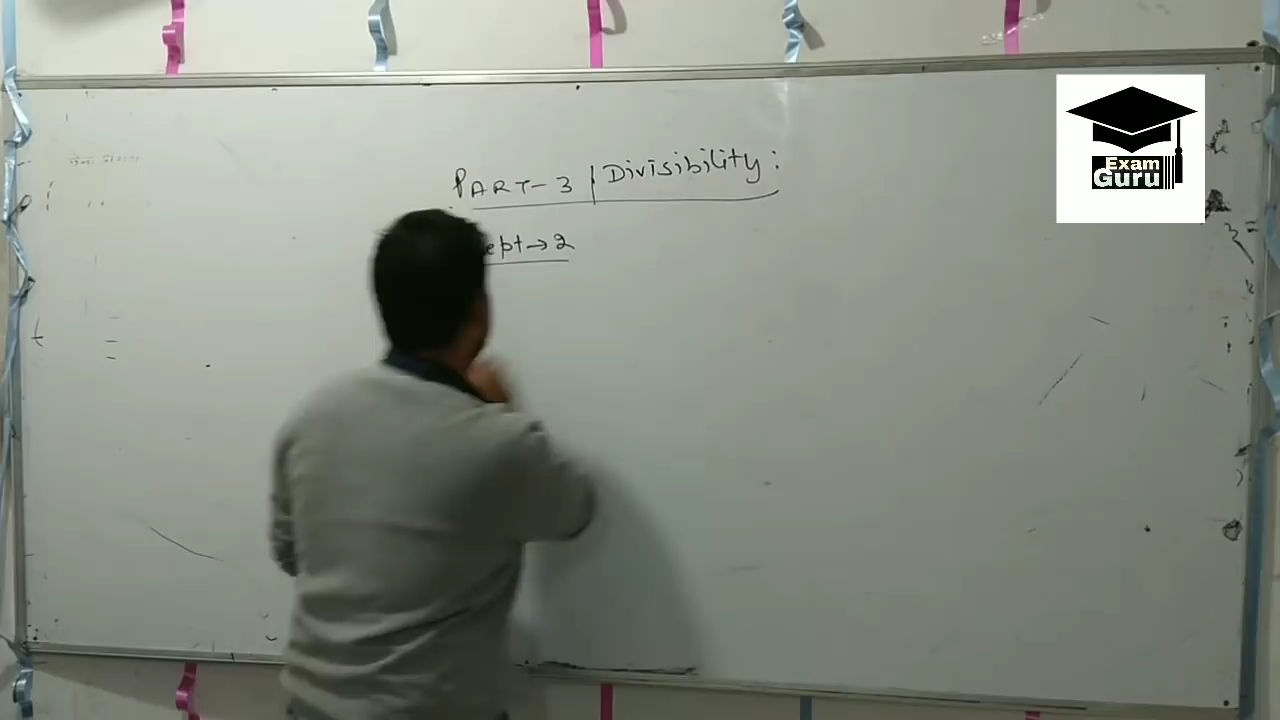 PART-3 | Divisibility:
ept → 2
Exam
Guru